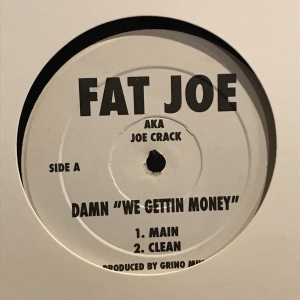 FAT JOE
AKA
JOE CRACK
SIDE A
DAMN "WE GETTIN MONEY"
1. MAIN
2. CLEAN
PRODUCED BY GRINO